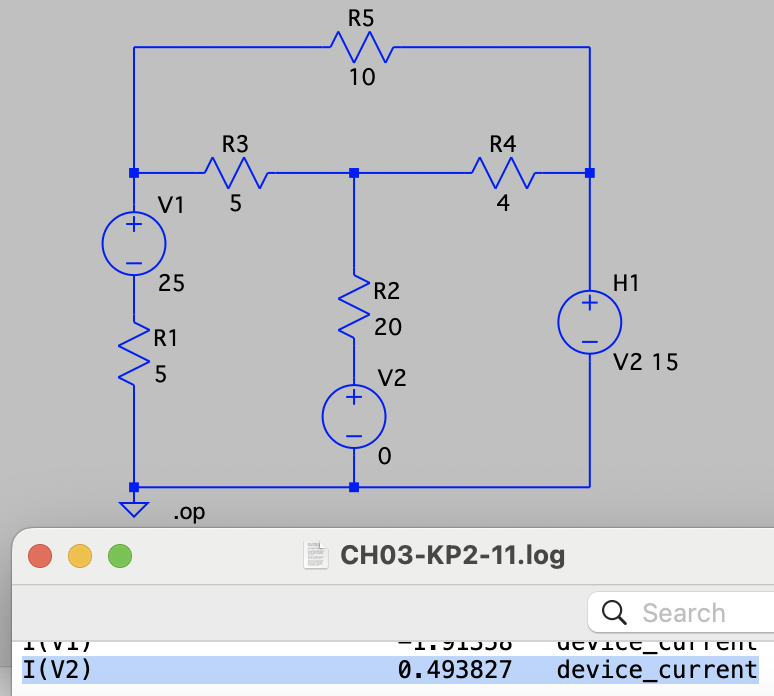 R5
10
R3
5
R4
4
V1
25
R1
5
R2
20
V2
0
H1
V2 15
.op
CH03-KP2-11.log
Search
I(V1) -1.91358 device_current
I(V2) 0.493827 device_current